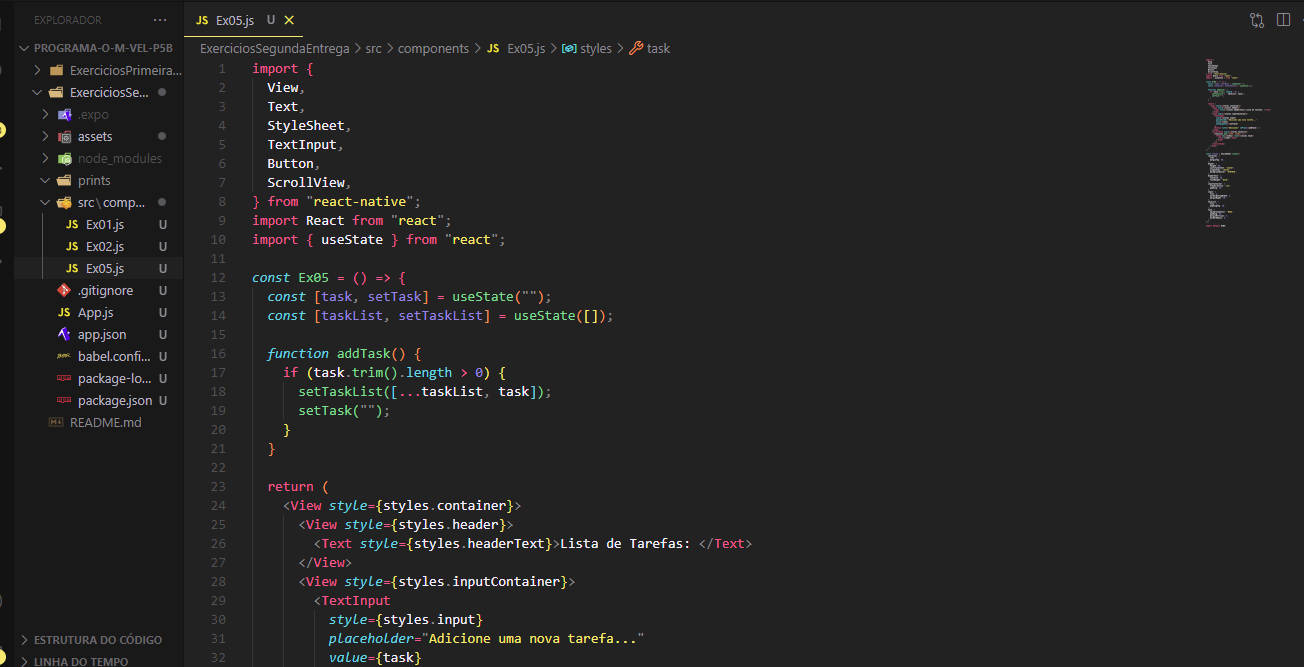 EXPLORADOR ···
JS Ex05.js U ×
PROGRAMA-O-M-VEL-P5B
ExerciciosPrimeira...
ExerciciosSe...
.expo
assets
node_modules
prints
src\comp...
JS Ex01.js U
JS Ex02.js U
JS Ex05.js U
.gitignore U
JS App.js U
app.json U
babel.confi... U
package-lo... U
package.json U
README.md
ESTRUTURA DO CÓDIGO
LINHA DO TEMPO
ExerciciosSegundaEntrega > src > components > JS Ex05.js > styles > task
1 import {
2 View,
3 Text,
4 StyleSheet,
5 TextInput,
6 Button,
7 ScrollView,
8 } from "react-native";
9 import React from "react";
10 import { useState } from "react";
11
12 const Ex05 = () => {
13 const [task, setTask] = useState("");
14 const [taskList, setTaskList] = useState([]);
15
16 function addTask() {
17 if (task.trim().length > 0) {
18 setTaskList([...taskList, task]);
19 setTask("");
20 }
21 }
22
23 return (
24 <View style={styles.container}>
25 <View style={styles.header}>
26 <Text style={styles.headerText}>Lista de Tarefas: </Text>
27 </View>
28 <View style={styles.inputContainer}>
29 <TextInput
30 style={styles.input}
31 placeholder="Adicione uma nova tarefa..."
32 value={task}